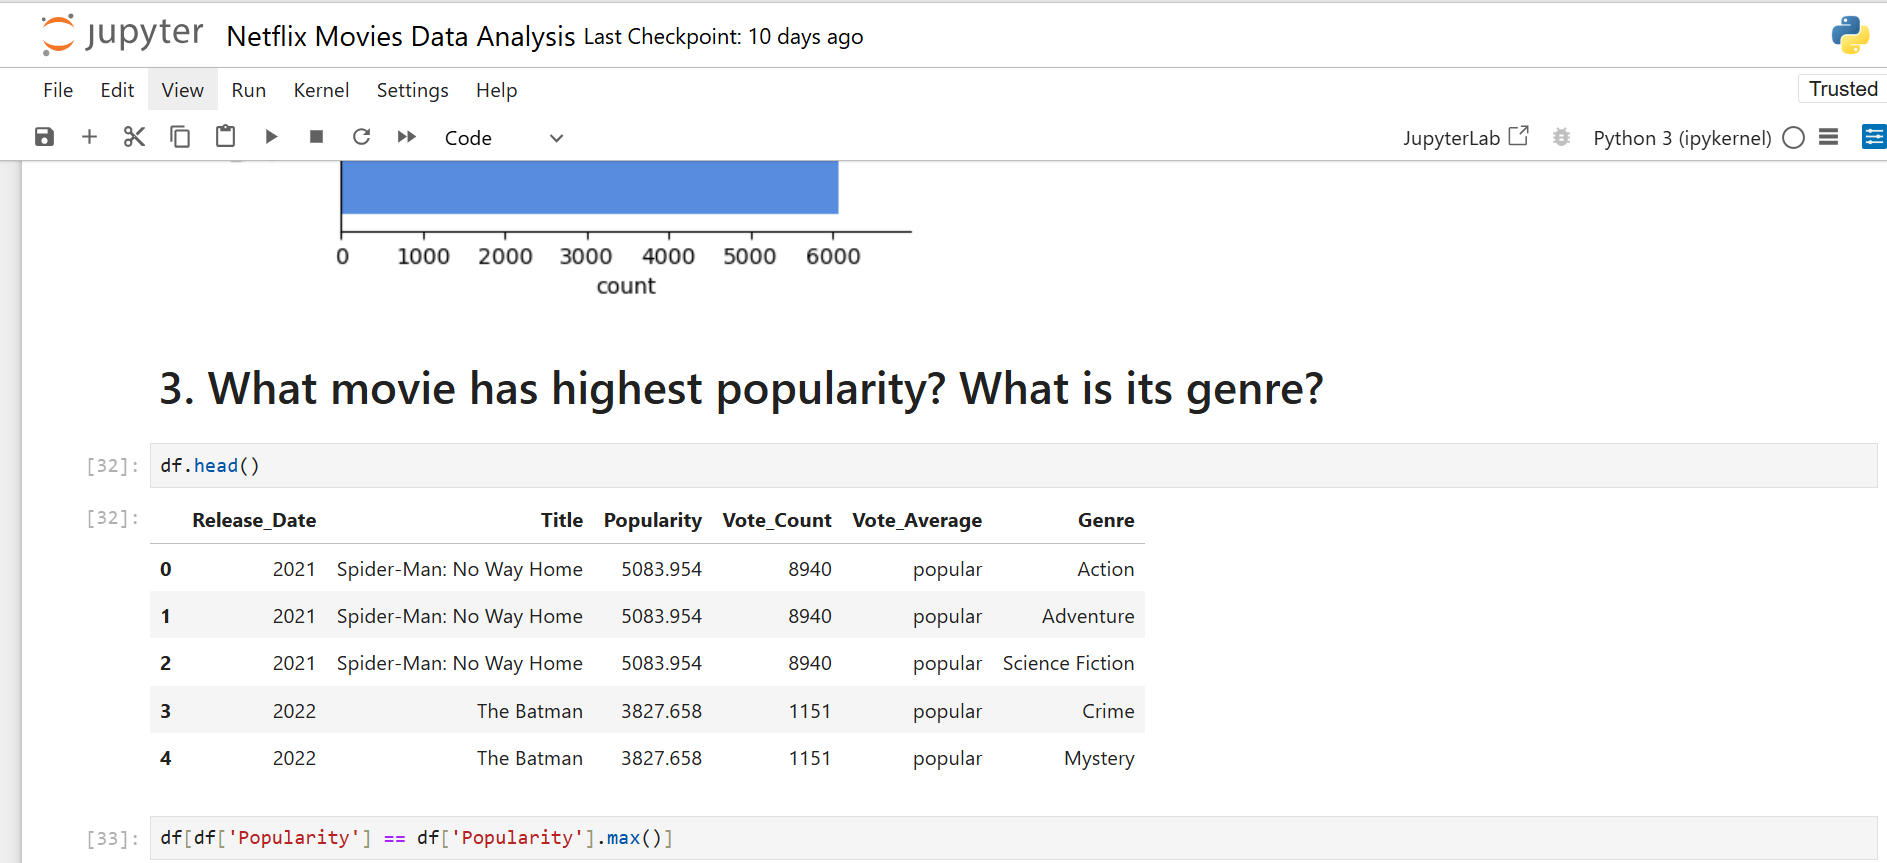 jupyter Netflix Movies Data Analysis Last Checkpoint: 10 days ago
File Edit View Run Kernel Settings Help Trusted
Code JupyterLab Python 3 (ipykernel)
0 1000 2000 3000 4000 5000 6000
count
3. What movie has highest popularity? What is its genre?
[32]: df.head()
[32]: Release_Date Title Popularity Vote_Count Vote_Average Genre
0 2021 Spider-Man: No Way Home 5083.954 8940 popular Action
1 2021 Spider-Man: No Way Home 5083.954 8940 popular Adventure
2 2021 Spider-Man: No Way Home 5083.954 8940 popular Science Fiction
3 2022 The Batman 3827.658 1151 popular Crime
4 2022 The Batman 3827.658 1151 popular Mystery
[33]: df[df['Popularity'] == df['Popularity'].max()]